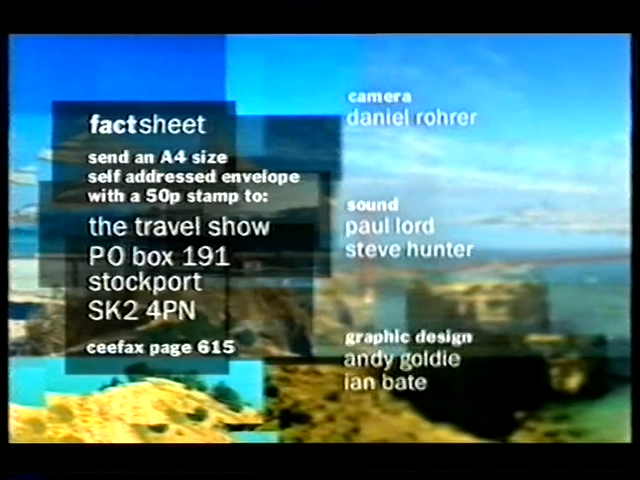 factsheet
send an A4 size
self addressed envelope
with a 50p stamp to:
the travel show
PO box 191
stockport
SK2 4PN
ceefax page 615
camera
daniel rohrer
sound
paul lord
steve hunter
graphic design
andy goldie
ian bate